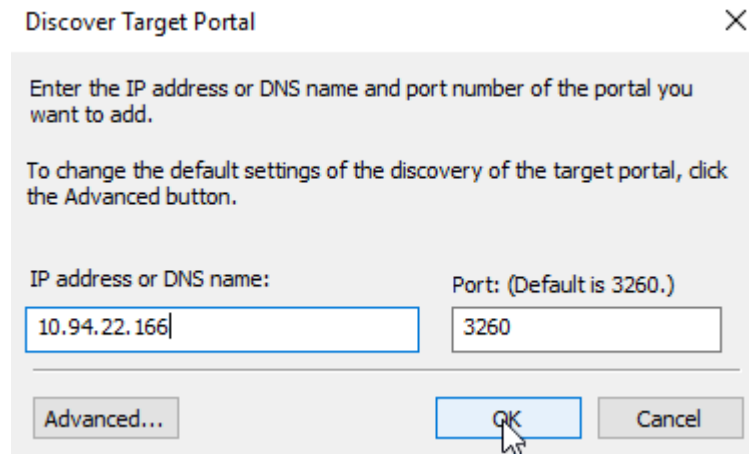 Discover Target Portal
Enter the IP address or DNS name and port number of the portal you
want to add.
To change the default settings of the discovery of the target portal, click
the Advanced button.
IP address or DNS name:
Port: (Default is 3260.)
10.94.22.166
3260
Advanced...
OK
Cancel